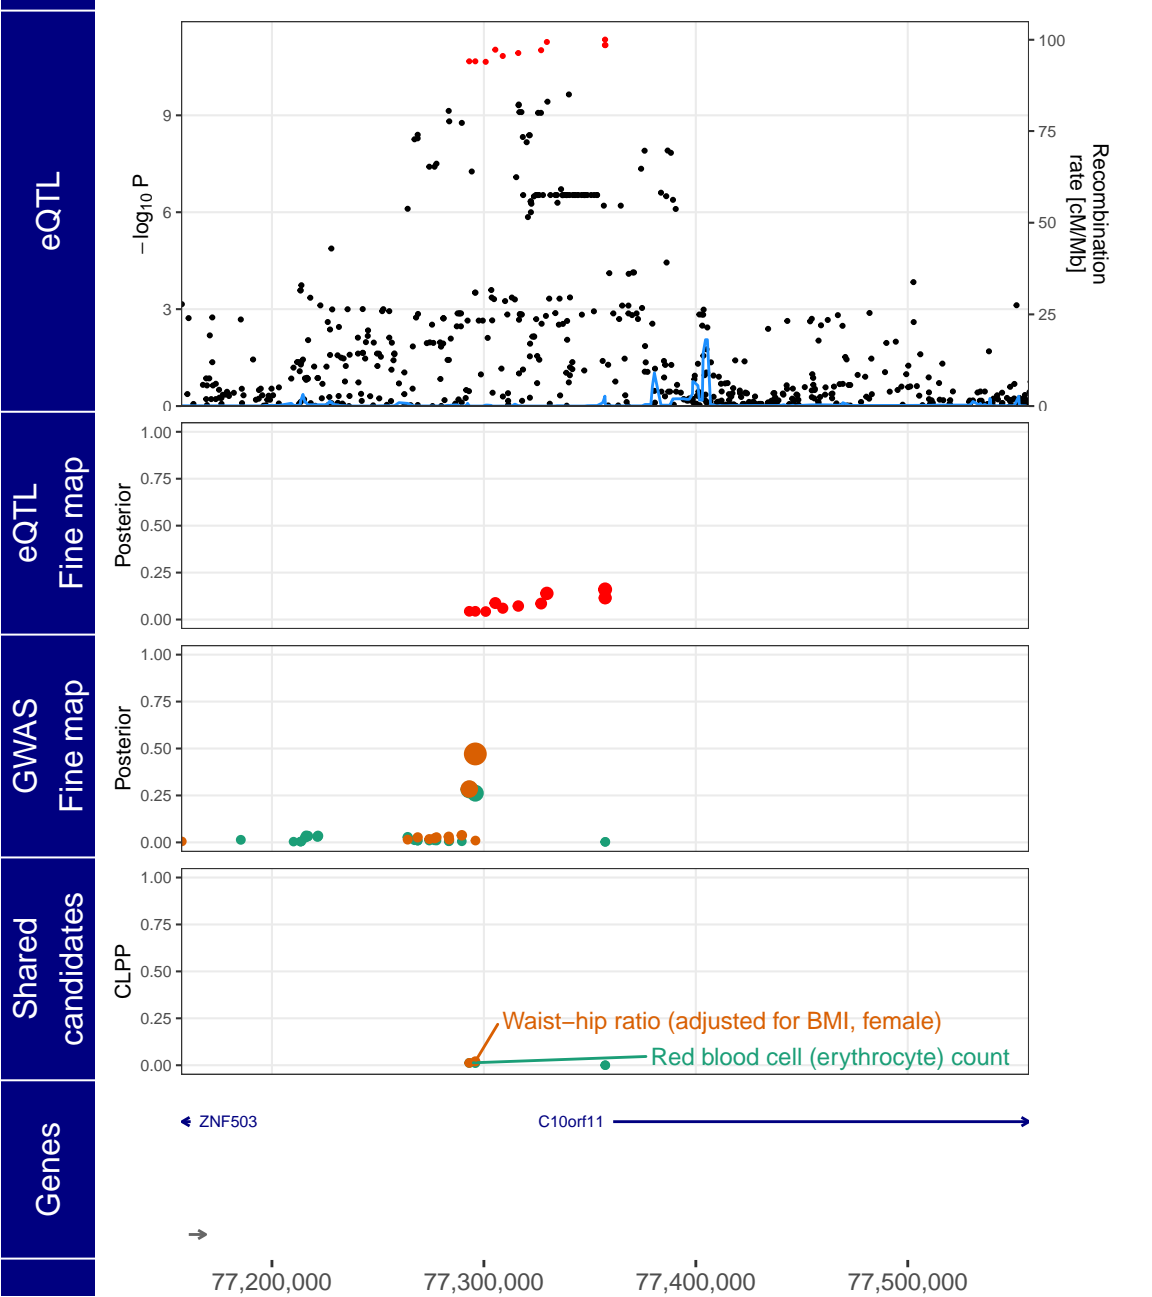 eQTL
−log10 P
9
6
3
0
100
75
50
25
0
Recombination
rate [cM/Mb]
eQTL
Fine map
Posterior
1.00
0.75
0.50
0.25
0.00
GWAS
Fine map
Posterior
1.00
0.75
0.50
0.25
0.00
Shared
candidates
CLPP
1.00
0.75
0.50
0.25
0.00
Waist−hip ratio (adjusted for BMI, female)
Red blood cell (erythrocyte) count
Genes
ZNF503
C10orf11
77,200,000
77,300,000
77,400,000
77,500,000